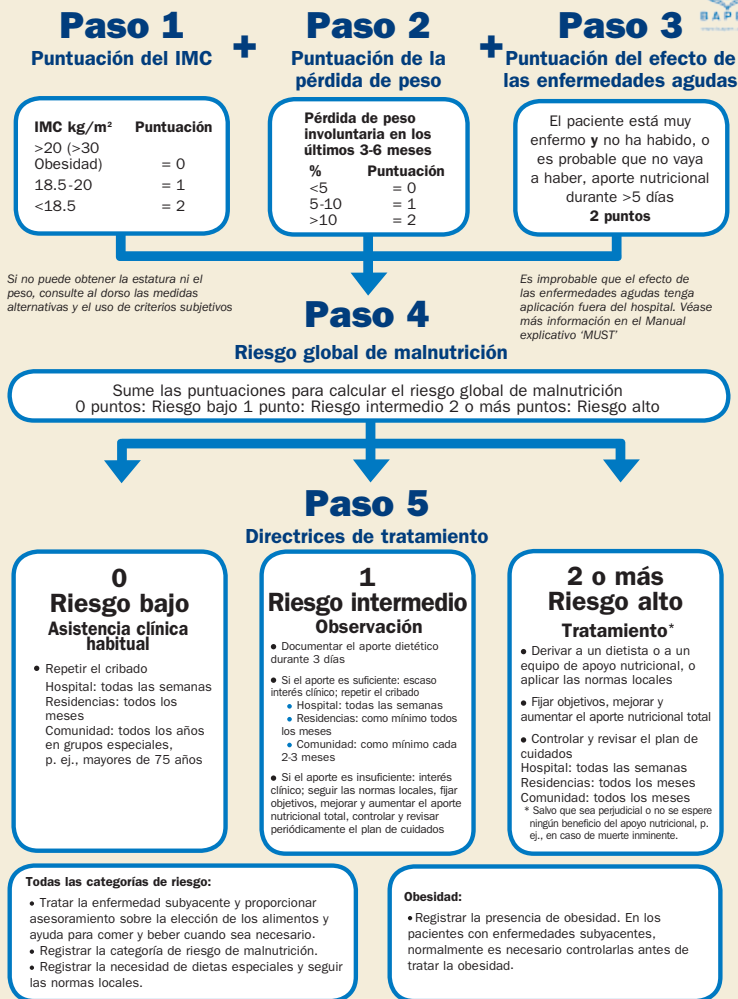 Paso 1
Puntuación del IMC
+
Paso 2
Puntuación de la
pérdida de peso
+
Paso 3
Puntuación del efecto de
las enfermedades agudas
IMC kg/m² Puntuación
>20 (>30
Obesidad) = 0
18.5-20 = 1
<18.5 = 2
Pérdida de peso
involuntaria en los
últimos 3-6 meses
% Puntuación
<5 = 0
5-10 = 1
>10 = 2
El paciente está muy
enfermo y no ha habido, o
es probable que no vaya
a haber, aporte nutricional
durante >5 días
2 puntos
Si no puede obtener la estatura ni el
peso, consulte al dorso las medidas
alternativas y el uso de criterios subjetivos
Es improbable que el efecto de
las enfermedades agudas tenga
aplicación fuera del hospital. Véase
más información en el Manual
explicativo ‘MUST’
Paso 4
Riesgo global de malnutrición
Sume las puntuaciones para calcular el riesgo global de malnutrición
0 puntos: Riesgo bajo 1 punto: Riesgo intermedio 2 o más puntos: Riesgo alto
Paso 5
Directrices de tratamiento
0
Riesgo bajo
Asistencia clínica
habitual
• Repetir el cribado
Hospital: todas las semanas
Residencias: todos los
meses
Comunidad: todos los años
en grupos especiales,
p. ej., mayores de 75 años
1
Riesgo intermedio
Observación
• Documentar el aporte dietético
durante 3 días
• Si el aporte es suficiente: escaso
interés clínico; repetir el cribado
• Hospital: todas las semanas
• Residencias: como mínimo todos
los meses
• Comunidad: como mínimo cada
2-3 meses
• Si el aporte es insuficiente: interés
clínico; seguir las normas locales, fijar
objetivos, mejorar y aumentar el aporte
nutricional total, controlar y revisar
periódicamente el plan de cuidados
2 o más
Riesgo alto
Tratamiento*
• Derivar a un dietista o a un
equipo de apoyo nutricional, o
aplicar las normas locales
• Fijar objetivos, mejorar y
aumentar el aporte nutricional total
• Controlar y revisar el plan de
cuidados
Hospital: todas las semanas
Residencias: todos los meses
Comunidad: todos los meses
* Salvo que sea perjudicial o no se espere
ningún beneficio del apoyo nutricional, p.
ej., en caso de muerte inminente.
Todas las categorías de riesgo:
• Tratar la enfermedad subyacente y proporcionar
asesoramiento sobre la elección de los alimentos y
ayuda para comer y beber cuando sea necesario.
• Registrar la categoría de riesgo de malnutrición.
• Registrar la necesidad de dietas especiales y seguir
las normas locales.
Obesidad:
• Registrar la presencia de obesidad. En los
pacientes con enfermedades subyacentes,
normalmente es necesario controlarlas antes de
tratar la obesidad.